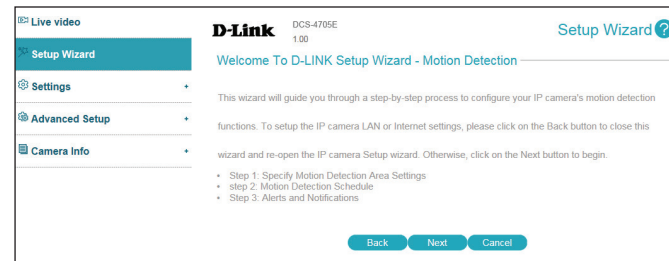 Live video
Setup Wizard
Settings +
Advanced Setup +
Camera Info +
D-Link DCS-4705E
1.00
Setup Wizard ?
Welcome To D-LINK Setup Wizard - Motion Detection
This wizard will guide you through a step-by-step process to configure your IP camera's motion detection
functions. To setup the IP camera LAN or Internet settings, please click on the Back button to close this
wizard and re-open the IP camera Setup wizard. Otherwise, click on the Next button to begin.
• Step 1: Specify Motion Detection Area Settings
• step 2: Motion Detection Schedule
• Step 3: Alerts and Notifications
Back Next Cancel